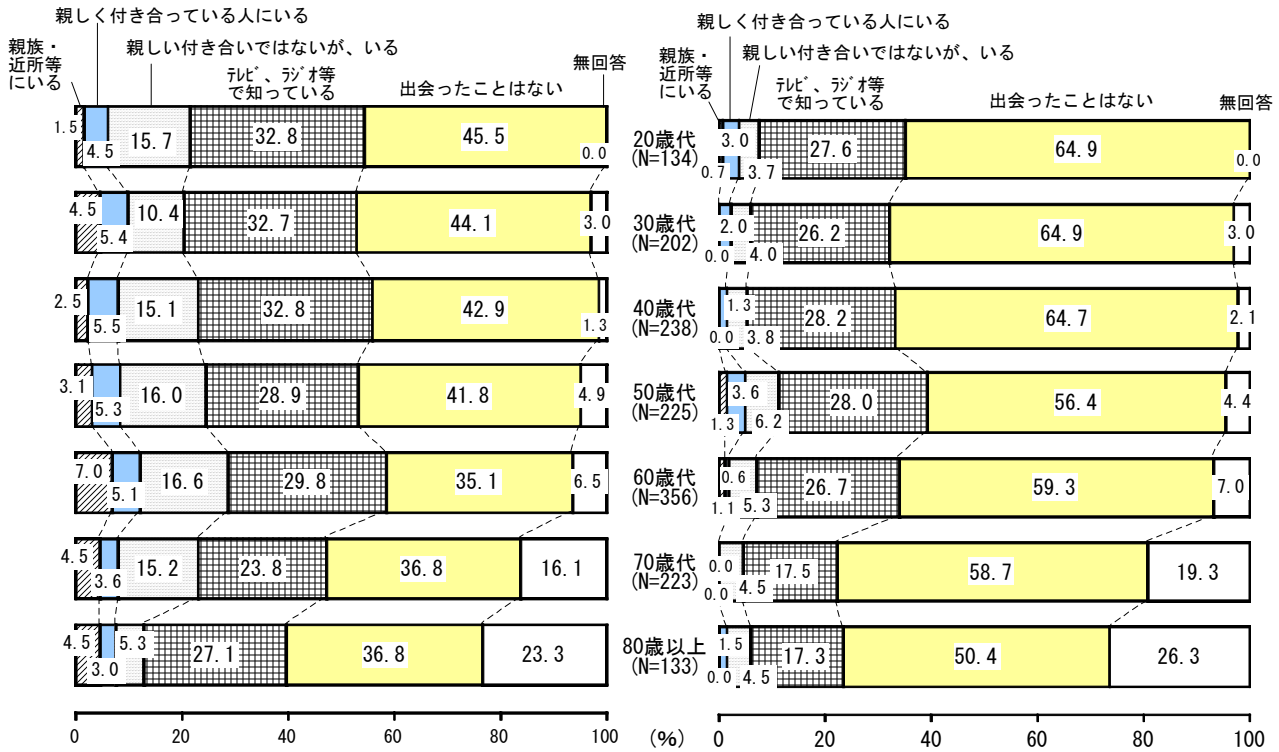 親しく付き合っている人にいる
親族・
近所等
にいる
親しい付き合いではないが、いる
ﾃﾚﾋﾞ、ﾗｼﾞｵ等
で知っている
出会ったことはない
無回答
1.5
4.5
15.7
32.8
45.5
0.0
4.5
5.4
10.4
32.7
44.1
3.0
2.5
5.5
15.1
32.8
42.9
1.3
3.1
5.3
16.0
28.9
41.8
4.9
7.0
5.1
16.6
29.8
35.1
6.5
4.5
3.6
15.2
23.8
36.8
16.1
4.5
3.0
5.3
27.1
36.8
23.3
0 20 40 60 80 100
(%)
親しく付き合っている人にいる
親族・
近所等
にいる
親しい付き合いではないが、いる
ﾃﾚﾋﾞ、ﾗｼﾞｵ等
で知っている
出会ったことはない
無回答
20歳代
(N=134)
0.7
3.0
3.7
27.6
64.9
0.0
30歳代
(N=202)
0.0
2.0
4.0
26.2
64.9
3.0
40歳代
(N=238)
0.0
1.3
3.8
28.2
64.7
2.1
50歳代
(N=225)
1.3
3.6
6.2
28.0
56.4
4.4
60歳代
(N=356)
1.1
0.6
5.3
26.7
59.3
7.0
70歳代
(N=223)
0.0
0.0
4.5
17.5
58.7
19.3
80歳以上
(N=133)
0.0
1.5
4.5
17.3
50.4
26.3
0 20 40 60 80 100